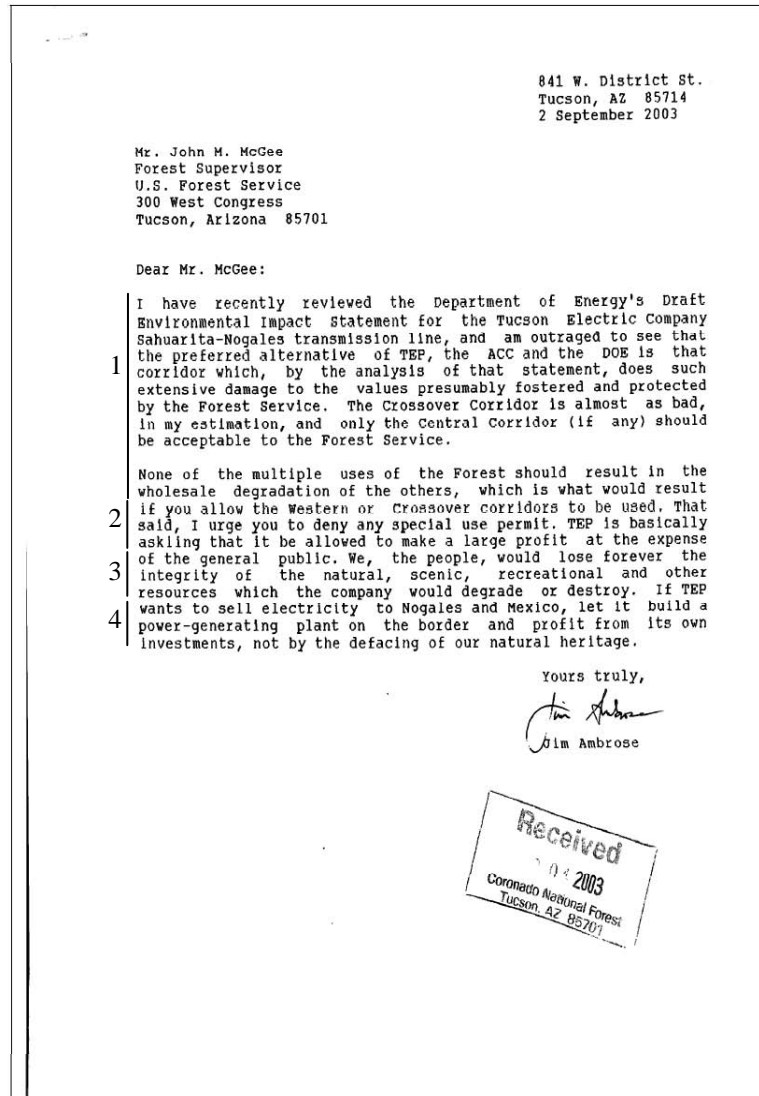 841 W. District St.
Tucson, AZ 85714
2 September 2003
Mr. John M. McGee
Forest Supervisor
U.S. Forest Service
300 West Congress
Tucson, Arizona 85701
Dear Mr. McGee:
I have recently reviewed the Department of Energy's Draft
Environmental Impact Statement for the Tucson Electric Company
Sahuarita-Nogales transmission line, and am outraged to see that
1 the preferred alternative of TEP, the ACC and the DOE is that
corridor which, by the analysis of that statement, does such
extensive damage to the values presumably fostered and protected
by the Forest Service. The Crossover Corridor is almost as bad,
in my estimation, and only the Central Corridor (if any) should
be acceptable to the Forest Service.
None of the multiple uses of the Forest should result in the
wholesale degradation of the others, which is what would result
2 if you allow the Western or Crossover corridors to be used. That
said, I urge you to deny any special use permit. TEP is basically
askiing that it be allowed to make a large profit at the expense
of the general public. We, the people, would lose forever the
3 integrity of the natural, scenic, recreational and other
resources which the company would degrade or destroy. If TEP
4 wants to sell electricity to Nogales and Mexico, let it build a
power-generating plant on the border and profit from its own
investments, not by the defacing of our natural heritage.
Yours truly,
Jim Ambrose
Jim Ambrose
Received
2003
Coronado National Forest
Tucson, AZ 85701